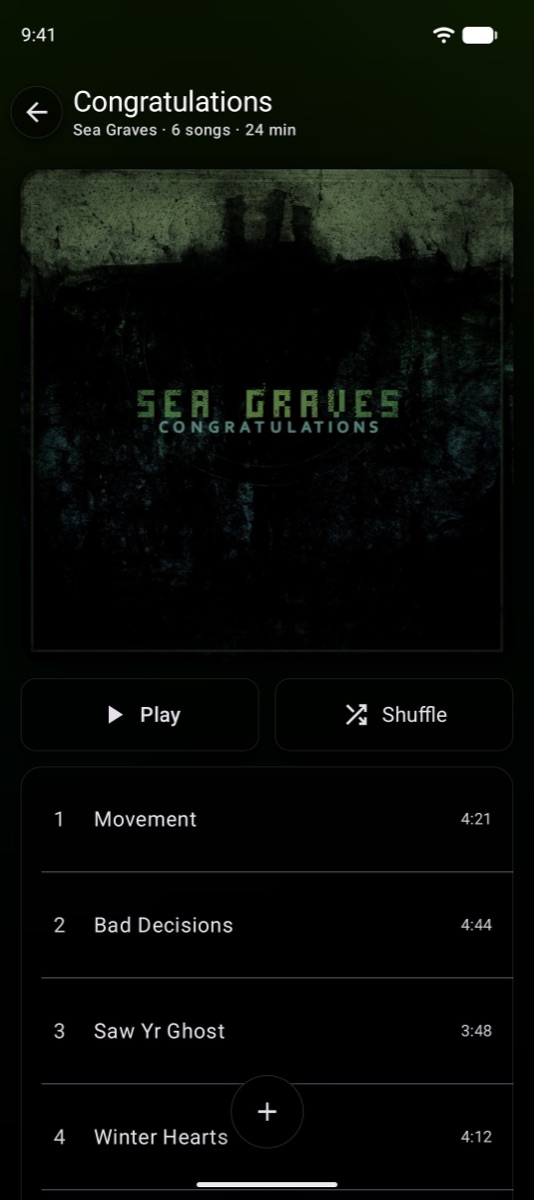 9:41
Congratulations
Sea Graves · 6 songs · 24 min
SEA GRAVES
CONGRATULATIONS
Play
Shuffle
1 Movement 4:21
2 Bad Decisions 4:44
3 Saw Yr Ghost 3:48
4 Winter Hearts 4:12